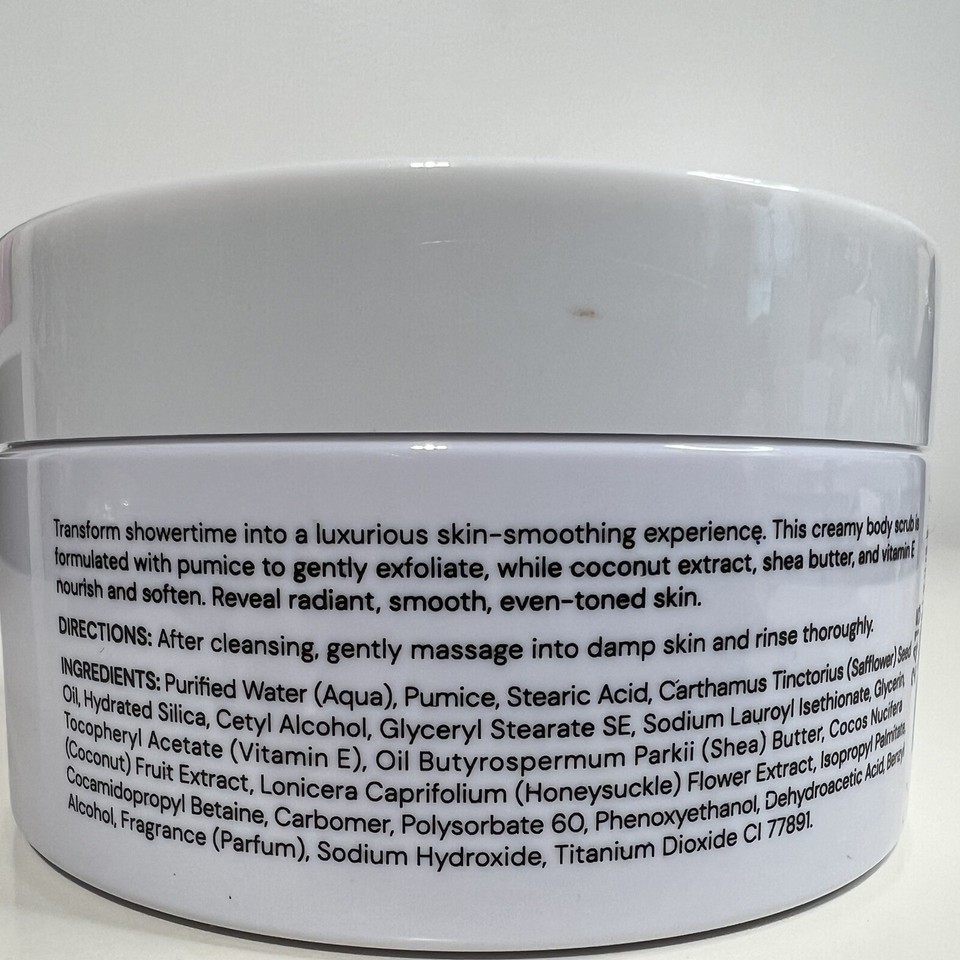 Transform showertime into a luxurious skin-smoothing experience. This creamy body scrub is
formulated with pumice to gently exfoliate, while coconut extract, shea butter, and vitamin E
nourish and soften. Reveal radiant, smooth, even-toned skin.
DIRECTIONS: After cleansing, gently massage into damp skin and rinse thoroughly.
INGREDIENTS: Purified Water (Aqua), Pumice, Stearic Acid, Carthamus Tinctorius (Safflower) Seed
Oil, Hydrated Silica, Cetyl Alcohol, Glyceryl Stearate SE, Sodium Lauroyl Isethionate, Glycerin,
Tocopheryl Acetate (Vitamin E), Oil Butyrospermum Parkii (Shea) Butter, Cocos Nucifera
(Coconut) Fruit Extract, Lonicera Caprifolium (Honeysuckle) Flower Extract, Isopropyl Palmitate,
Cocamidopropyl Betaine, Carbomer, Polysorbate 60, Phenoxyethanol, Dehydroacetic Acid, Benzyl
Alcohol, Fragrance (Parfum), Sodium Hydroxide, Titanium Dioxide CI 77891.